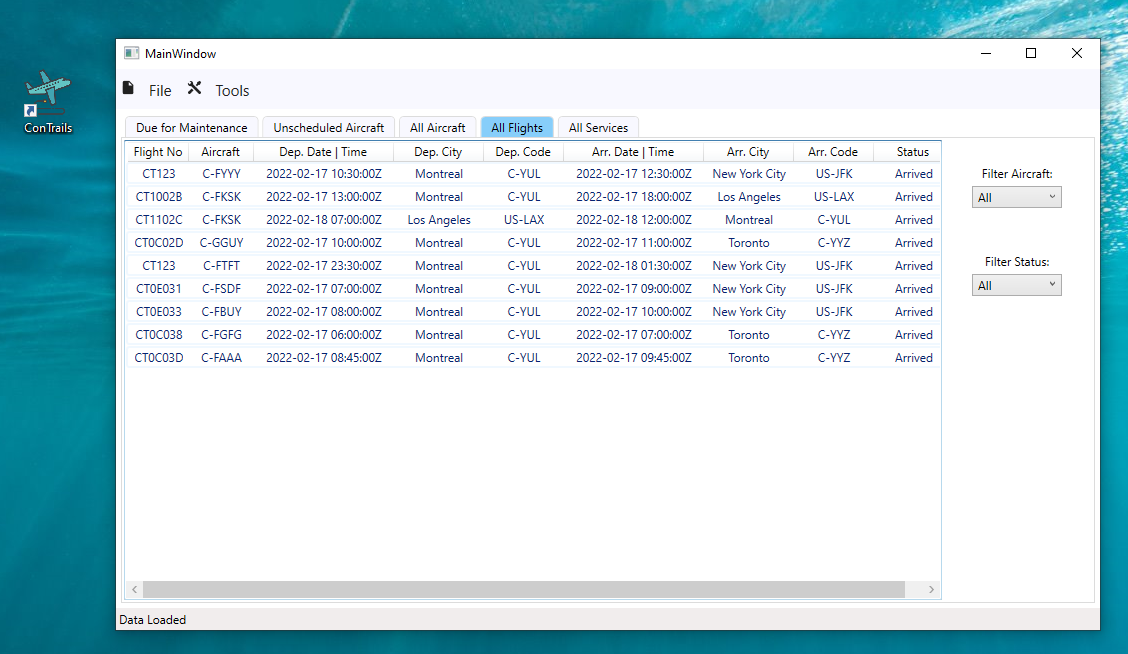 MainWindow
File Tools
ConTrails
Due for Maintenance Unscheduled Aircraft All Aircraft All Flights All Services
Flight No Aircraft Dep. Date | Time Dep. City Dep. Code Arr. Date | Time Arr. City Arr. Code Status
CT123 C-FYYY 2022-02-17 10:30:00Z Montreal C-YUL 2022-02-17 12:30:00Z New York City US-JFK Arrived
CT1002B C-FKSK 2022-02-17 13:00:00Z Montreal C-YUL 2022-02-17 18:00:00Z Los Angeles US-LAX Arrived
CT1102C C-FKSK 2022-02-18 07:00:00Z Los Angeles US-LAX 2022-02-18 12:00:00Z Montreal C-YUL Arrived
CT0C02D C-GGUY 2022-02-17 10:00:00Z Montreal C-YUL 2022-02-17 11:00:00Z Toronto C-YYZ Arrived
CT123 C-FTFT 2022-02-17 23:30:00Z Montreal C-YUL 2022-02-18 01:30:00Z New York City US-JFK Arrived
CT0E031 C-FSDF 2022-02-17 07:00:00Z Montreal C-YUL 2022-02-17 09:00:00Z New York City US-JFK Arrived
CT0E033 C-FBUY 2022-02-17 08:00:00Z Montreal C-YUL 2022-02-17 10:00:00Z New York City US-JFK Arrived
CT0C038 C-FGFG 2022-02-17 06:00:00Z Montreal C-YUL 2022-02-17 07:00:00Z Toronto C-YYZ Arrived
CT0C03D C-FAAA 2022-02-17 08:45:00Z Montreal C-YUL 2022-02-17 09:45:00Z Toronto C-YYZ Arrived
Filter Aircraft:
All
Filter Status:
All
Data Loaded